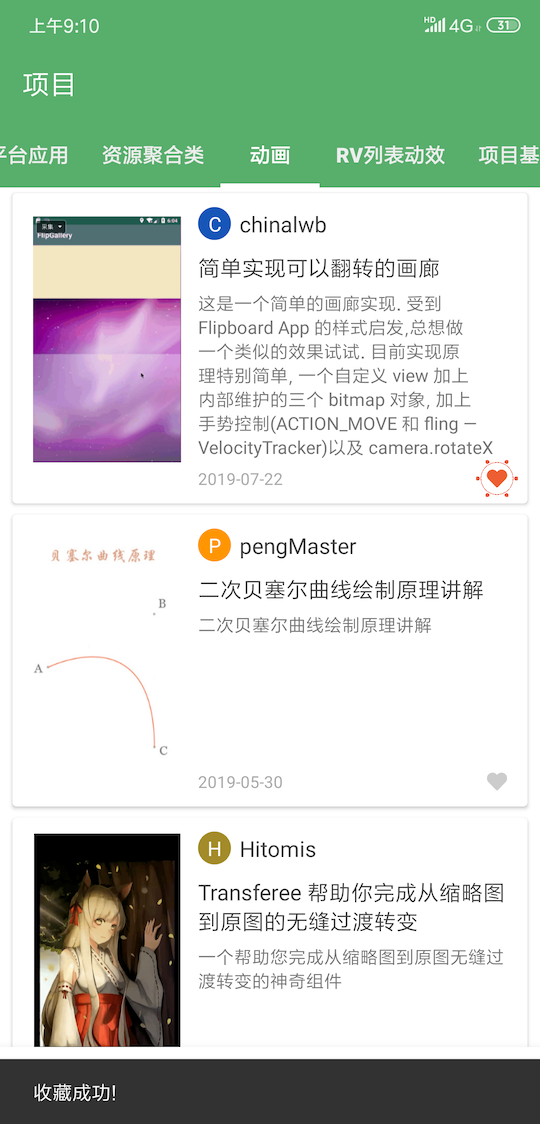 上午9:10
HD 4G 31
项目
平台应用 资源聚合类 动画 RV列表动效 项目基
采集
6:04
FlipGallery
C chinalwb
简单实现可以翻转的画廊
这是一个简单的画廊实现. 受到
Flipboard App 的样式启发,总想做
一个类似的效果试试. 目前实现原
理特别简单, 一个自定义 view 加上
内部维护的三个 bitmap 对象, 加上
手势控制(ACTION_MOVE 和 fling —
VelocityTracker)以及 camera.rotateX
2019-07-22
贝塞尔曲线原理
B
A
C
P pengMaster
二次贝塞尔曲线绘制原理讲解
二次贝塞尔曲线绘制原理讲解
2019-05-30
H Hitomis
Transferee 帮助你完成从缩略图
到原图的无缝过渡转变
一个帮助您完成从缩略图到原图无缝过
渡转变的神奇组件
收藏成功!